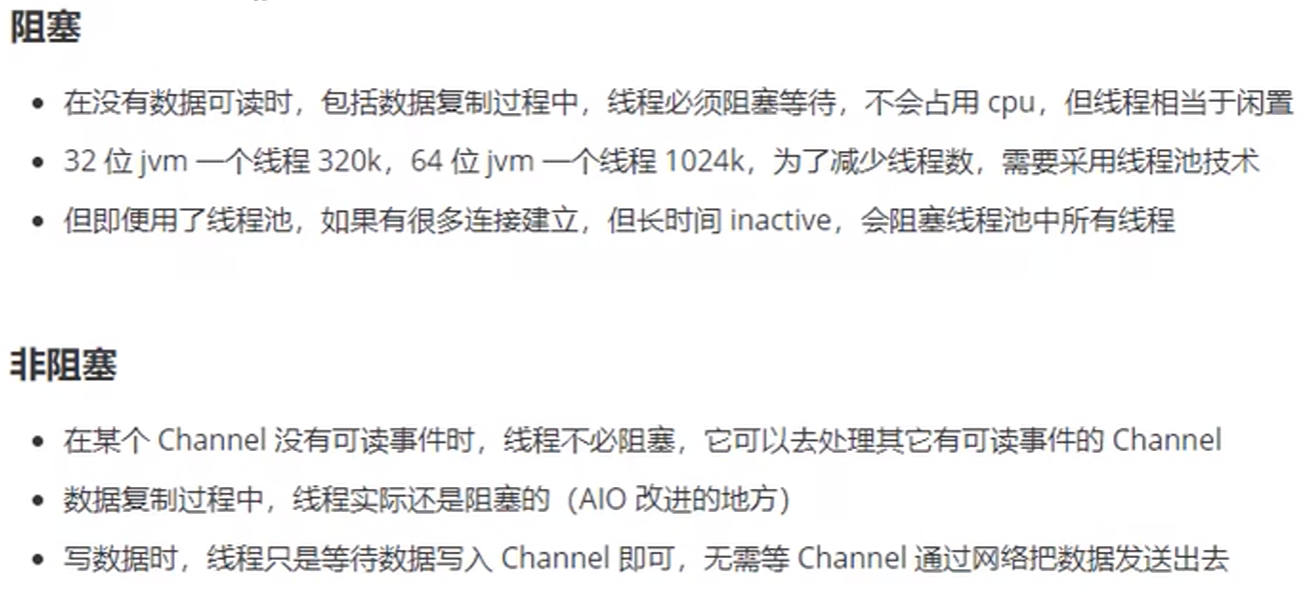 阻塞
在没有数据可读时，包括数据复制过程中，线程必须阻塞等待，不会占用 cpu，但线程相当于闲置
32 位 jvm 一个线程 320k，64 位 jvm 一个线程 1024k，为了减少线程数，需要采用线程池技术
但即便用了线程池，如果有很多连接建立，但长时间 inactive，会阻塞线程池中所有线程
非阻塞
在某个 Channel 没有可读事件时，线程不必阻塞，它可以去处理其它有可读事件的 Channel
数据复制过程中，线程实际还是阻塞的（AIO 改进的地方）
写数据时，线程只是等待数据写入 Channel 即可，无需等 Channel 通过网络把数据发送出去